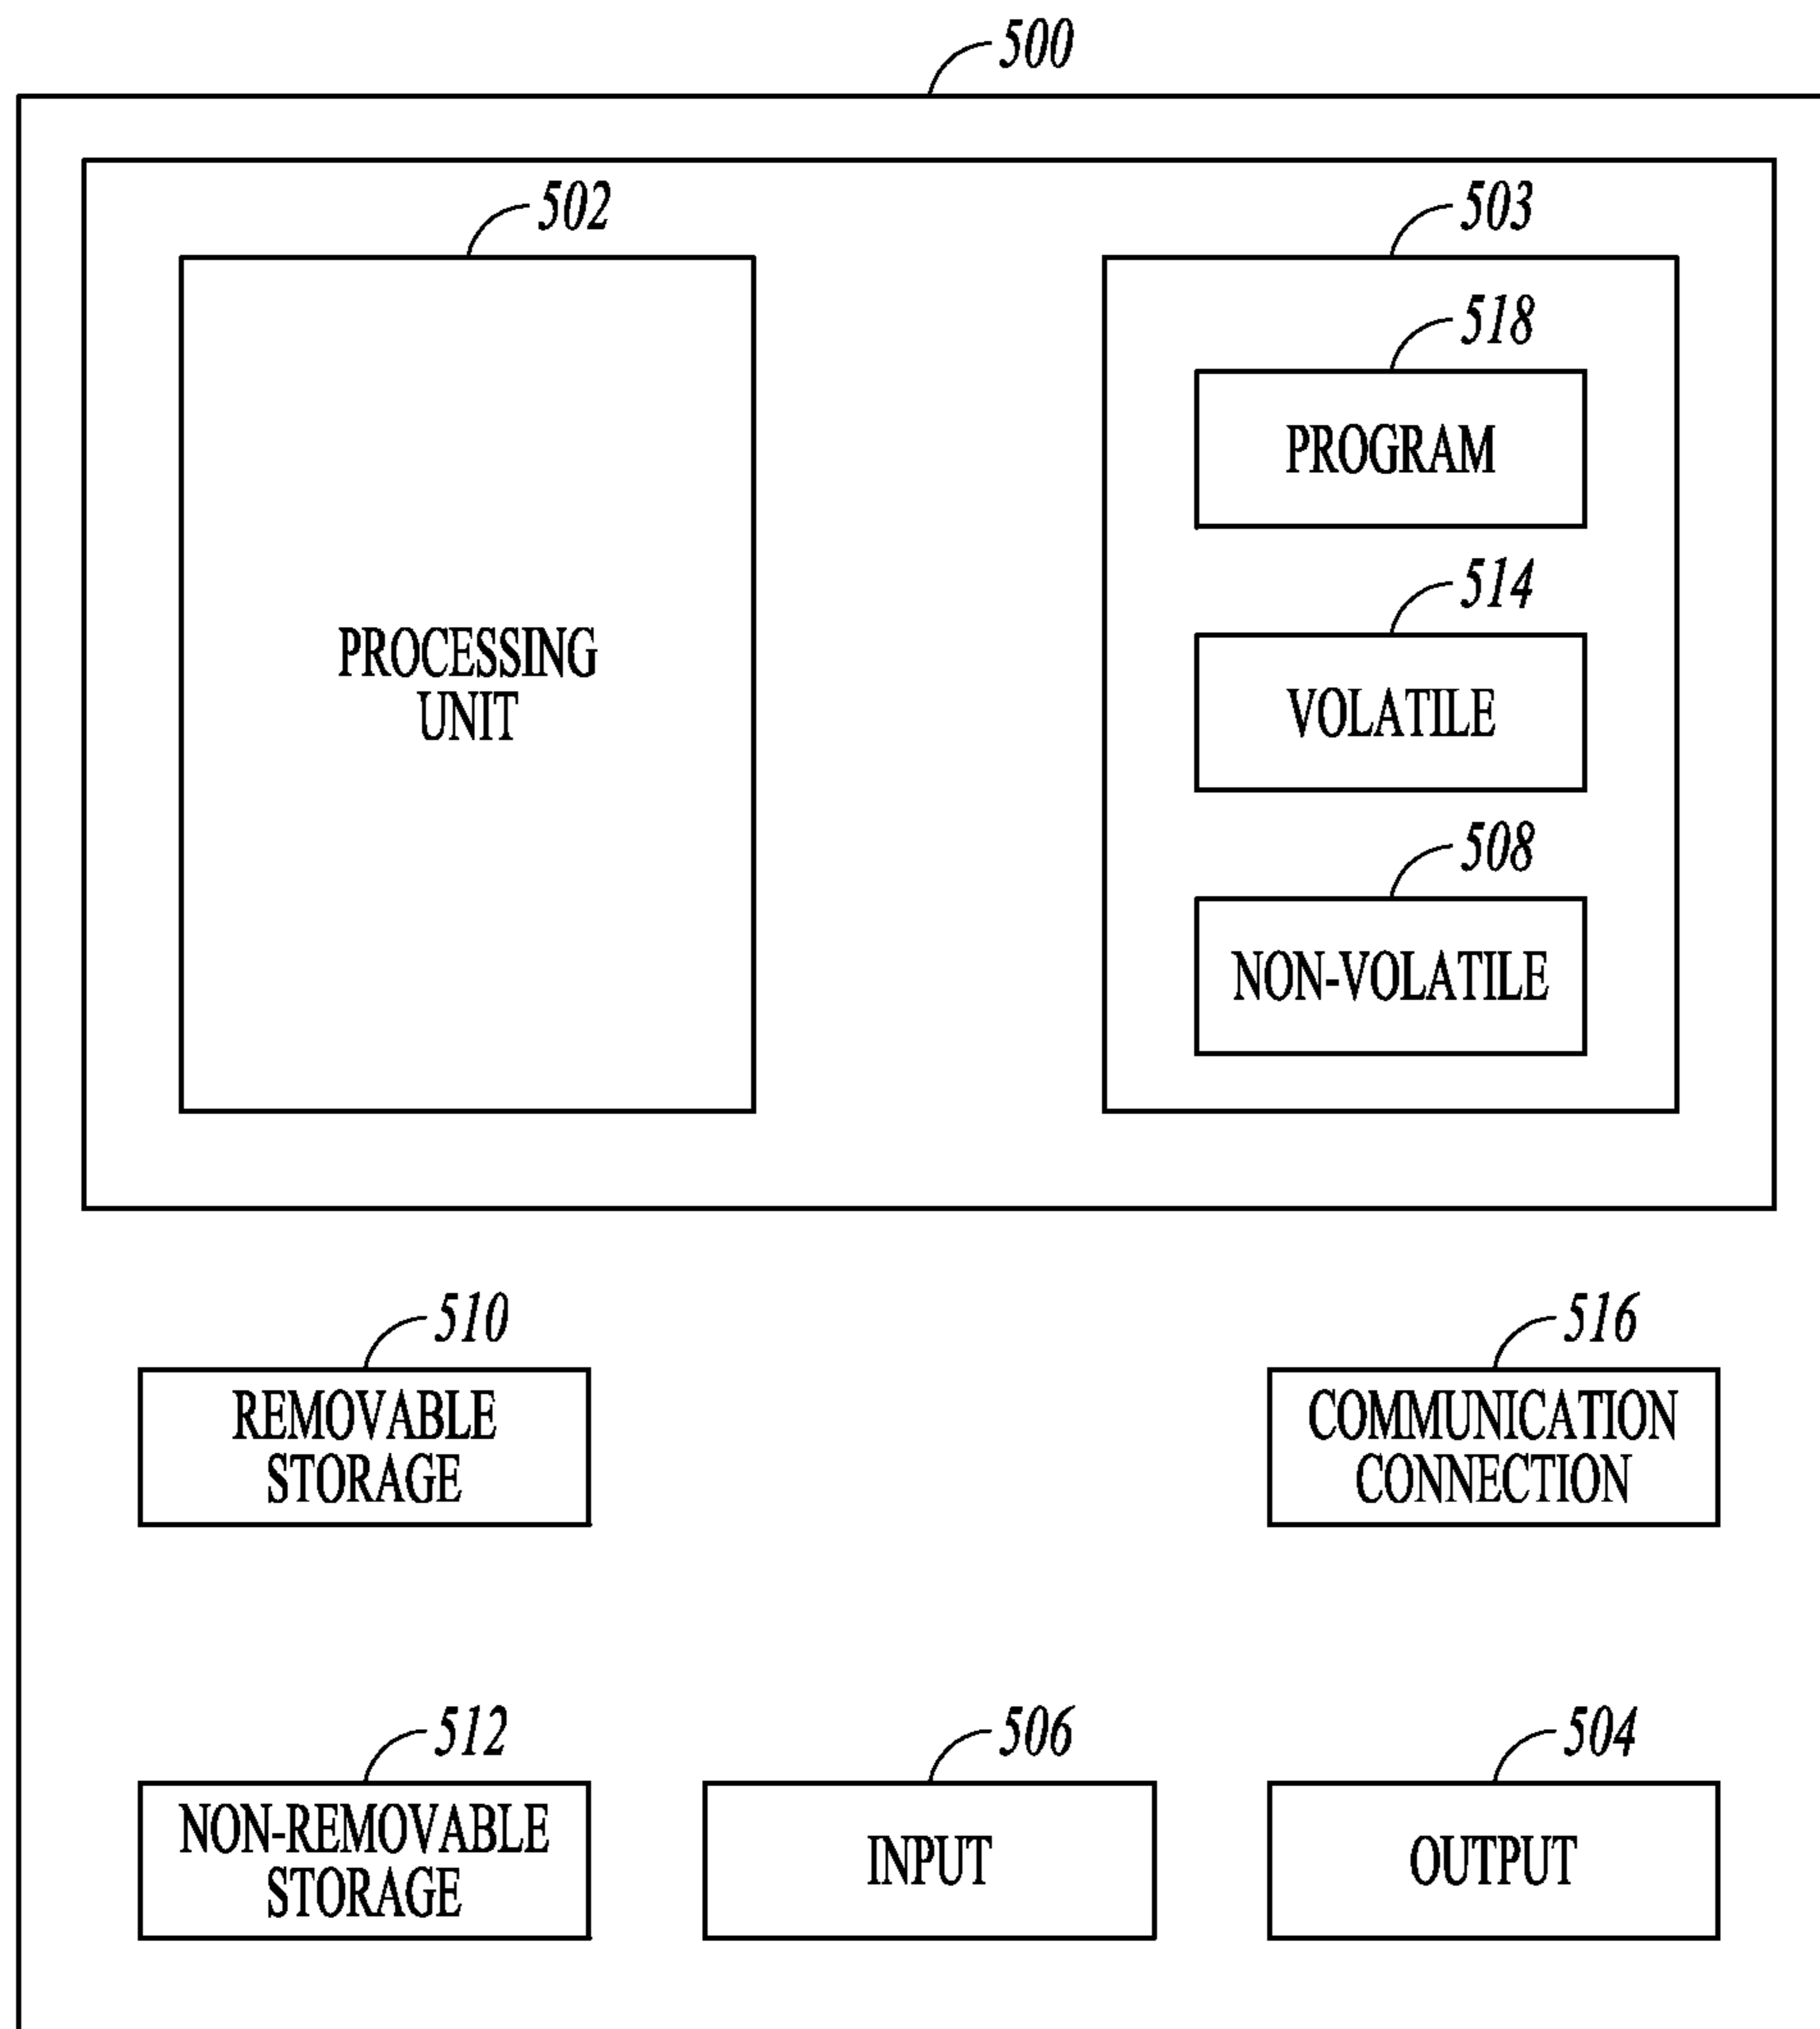 500
502
503
518
PROGRAM
514
VOLATILE
PROCESSING
UNIT
508
NON-VOLATILE
510
REMOVABLE
STORAGE
516
COMMUNICATION
CONNECTION
512
NON-REMOVABLE
STORAGE
506
INPUT
504
OUTPUT